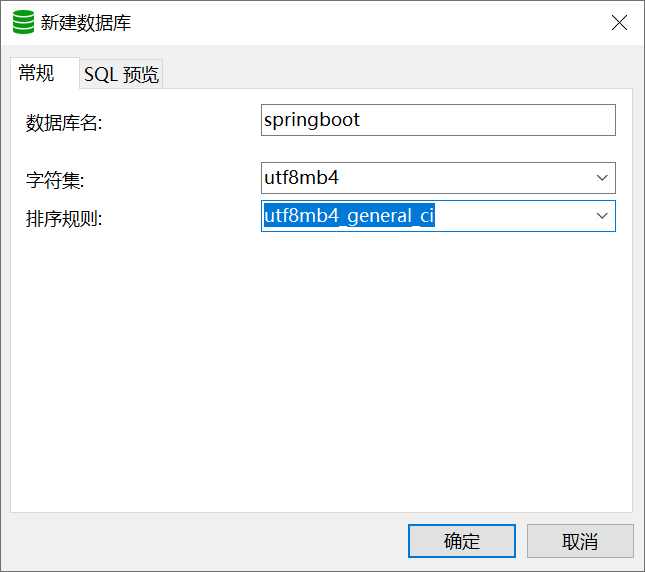 新建数据库
常规 SQL 预览
数据库名: springboot
字符集: utf8mb4
排序规则: utf8mb4_general_ci
确定 取消